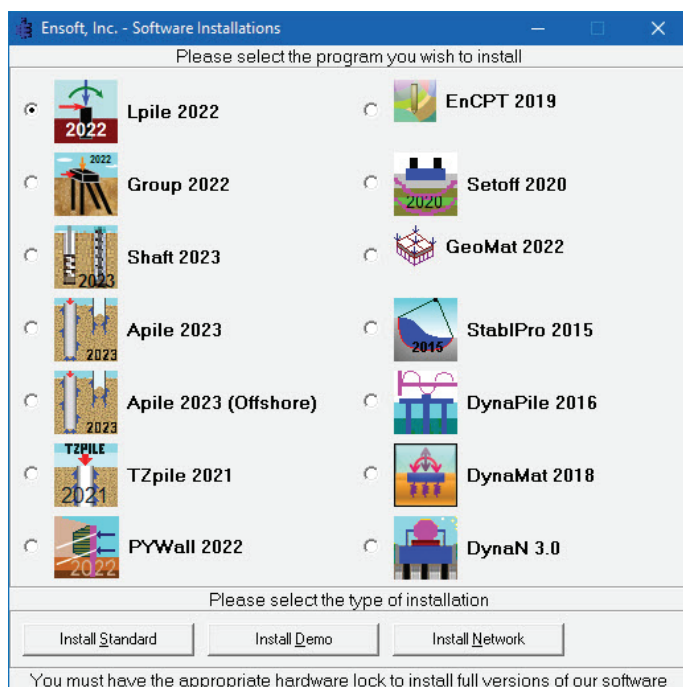 Ensoft, Inc. - Software Installations
Please select the program you wish to install
2022
Lpile 2022
EnCPT 2019
2022
Group 2022
2020
Setoff 2020
2023
Shaft 2023
GeoMat 2022
2023
Apile 2023
2015
StablPro 2015
2023
Apile 2023 (Offshore)
DynaPile 2016
TZPILE
2021
TZpile 2021
DynaMat 2018
2022
PYWall 2022
DynaN 3.0
Please select the type of installation
Install Standard
Install Demo
Install Network
You must have the appropriate hardware lock to install full versions of our software